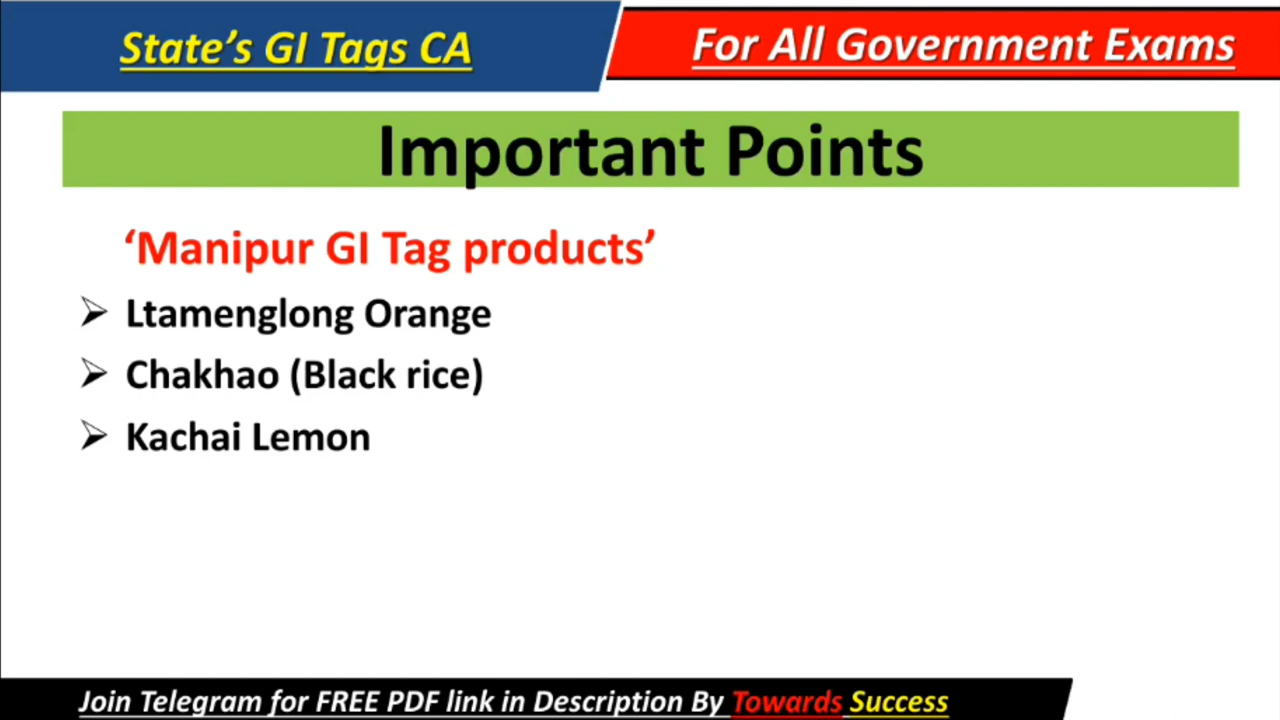 State’s GI Tags CA
For All Government Exams
Important Points
‘Manipur GI Tag products’
Ltamenglong Orange
Chakhao (Black rice)
Kachai Lemon
Join Telegram for FREE PDF link in Description By Towards Success